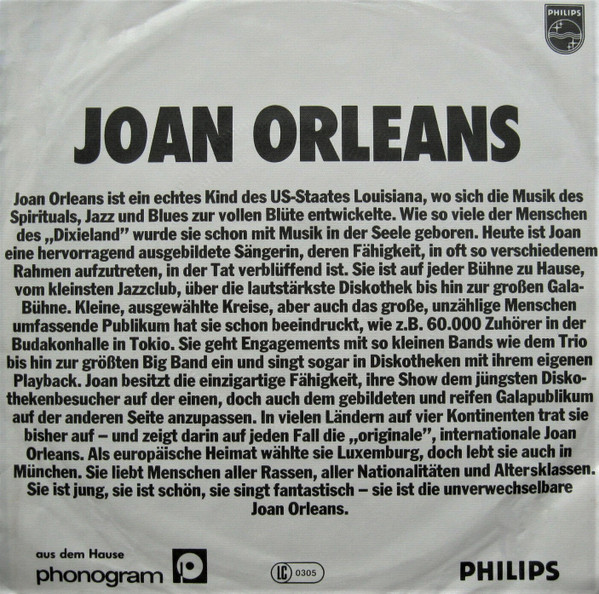 PHILIPS
JOAN ORLEANS
Joan Orleans ist ein echtes Kind des US-Staates Louisiana, wo sich die Musik des
Spirituals, Jazz und Blues zur vollen Blüte entwickelte. Wie so viele der Menschen
des „Dixieland” wurde sie schon mit Musik in der Seele geboren. Heute ist Joan
eine hervorragend ausgebildete Sängerin, deren Fähigkeit, in oft so verschiedenem
Rahmen aufzutreten, in der Tat verblüffend ist. Sie ist auf jeder Bühne zu Hause,
vom kleinsten Jazzclub, über die lautstärkste Diskothek bis hin zur großen Gala-
Bühne. Kleine, ausgewählte Kreise, aber auch das große, unzählige Menschen
umfassende Publikum hat sie schon beeindruckt, wie z.B. 60.000 Zuhörer in der
Budakonhalle in Tokio. Sie geht Engagements mit so kleinen Bands wie dem Trio
bis hin zur größten Big Band ein und singt sogar in Diskotheken mit ihrem eigenen
Playback. Joan besitzt die einzigartige Fähigkeit, ihre Show dem jüngsten Disko-
thekenbesucher auf der einen, doch auch dem gebildeten und reifen Galapublikum
auf der anderen Seite anzupassen. In vielen Ländern auf vier Kontinenten trat sie
bisher auf – und zeigt darin auf jeden Fall die „originale”, internationale Joan
Orleans. Als europäische Heimat wählte sie Luxemburg, doch lebt sie auch in
München. Sie liebt Menschen aller Rassen, aller Nationalitäten und Altersklassen.
Sie ist jung, sie ist schön, sie singt fantastisch – sie ist die unverwechselbare
Joan Orleans.
aus dem Hause
phonogram
LC 0305
PHILIPS